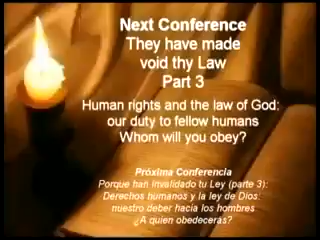 Next Conference
They have made
void thy Law
Part 3
Human rights and the law of God:
our duty to fellow humans
Whom will you obey?
Próxima Conferencia
Porque han invalidado tu Ley (parte 3):
Derechos humanos y la ley de Dios:
nuestro deber hacia los hombres
¿A quien obedecerás?